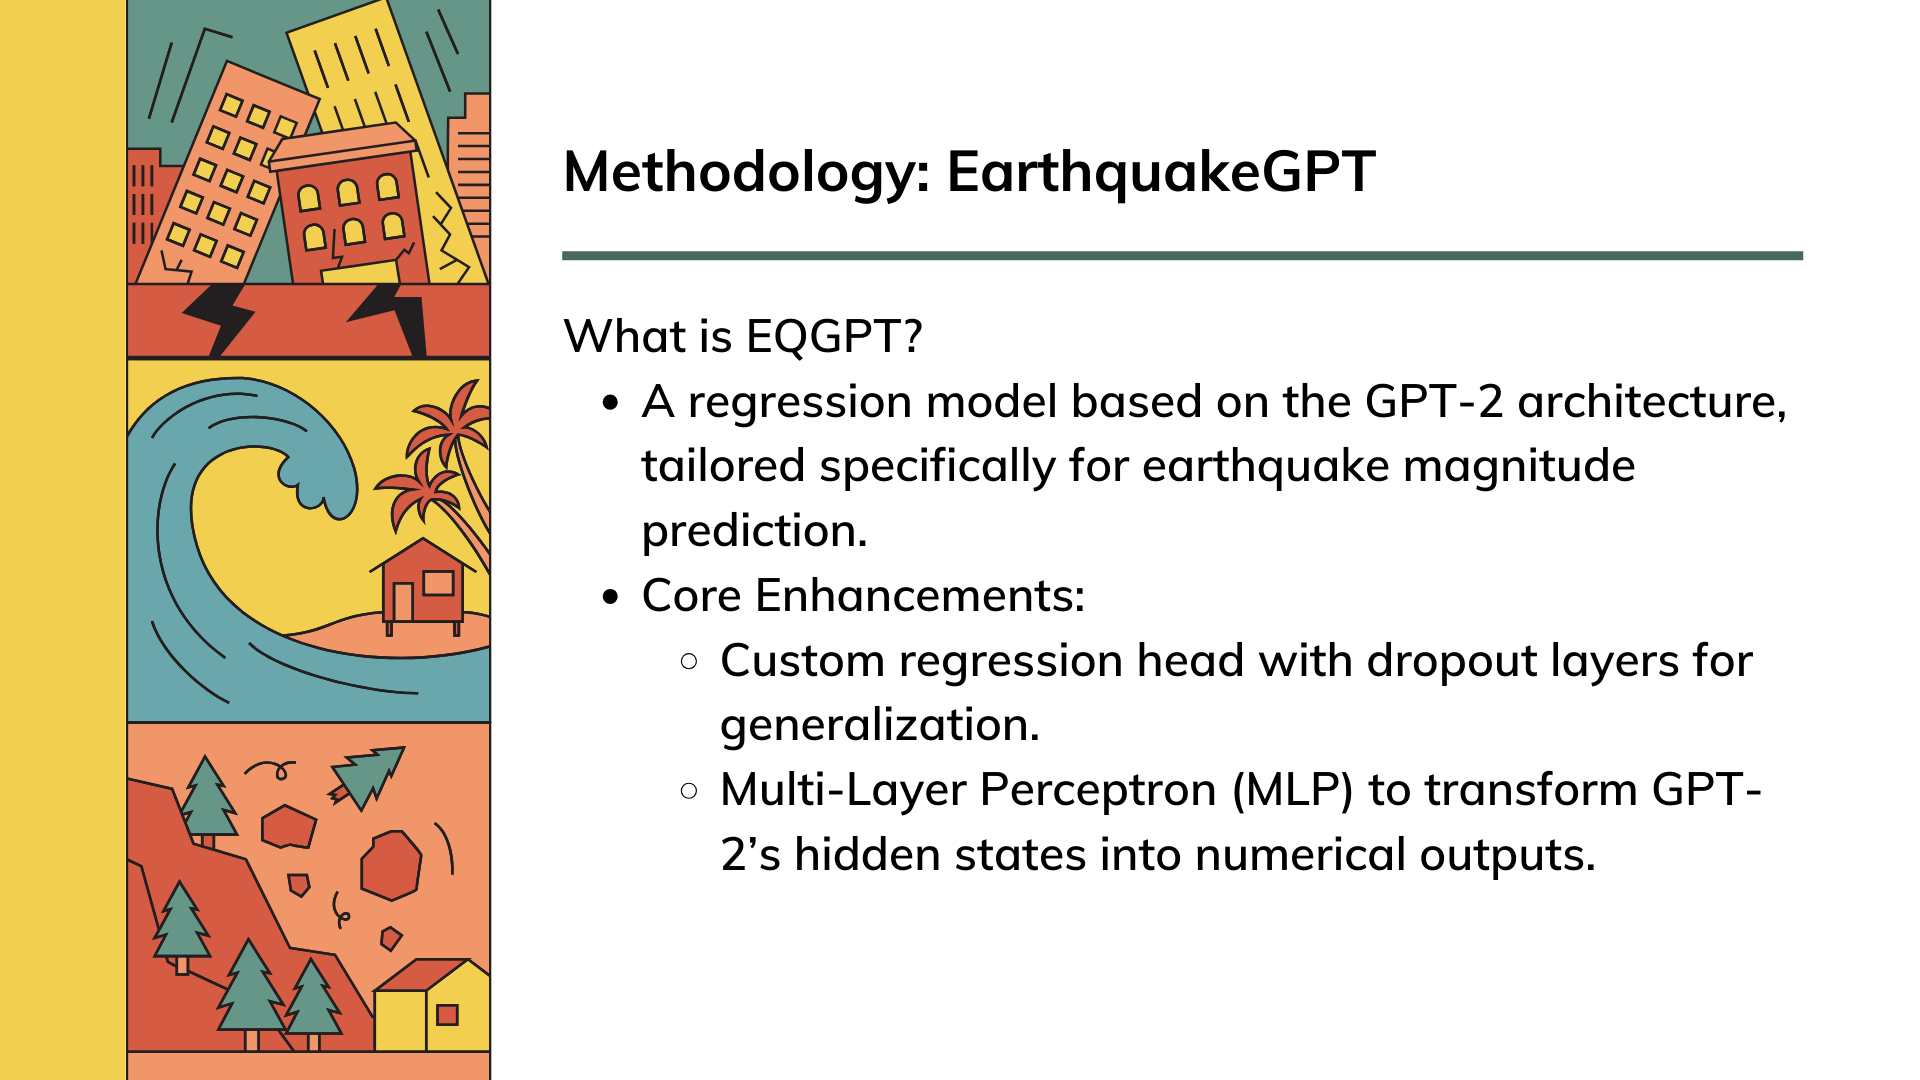 Methodology: EarthquakeGPT
What is EQGPT?
• A regression model based on the GPT-2 architecture,
tailored specifically for earthquake magnitude
prediction.
• Core Enhancements:
○ Custom regression head with dropout layers for
generalization.
○ Multi-Layer Perceptron (MLP) to transform GPT-
2’s hidden states into numerical outputs.